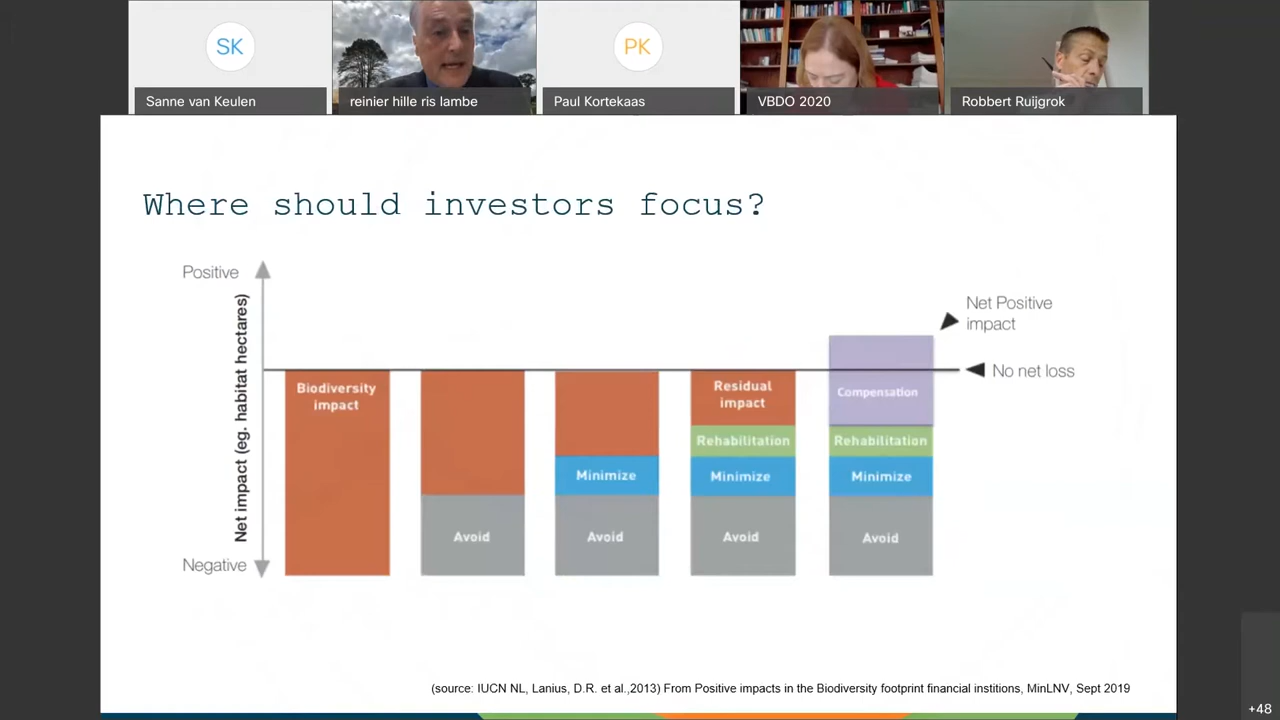 SK
PK
Sanne van Keulen
reinier hille ris lambe
Paul Kortekaas
VBDO 2020
Robbert Ruijgrok
Where should investors focus?
Positive
Net impact (eg. habitat hectares)
Negative
Biodiversity
impact
Avoid
Minimize
Avoid
Residual
impact
Rehabilitation
Minimize
Avoid
Compensation
Rehabilitation
Minimize
Avoid
Net Positive
impact
No net loss
(source: IUCN NL, Lanius, D.R. et al.,2013) From Positive impacts in the Biodiversity footprint financial instítions, MinLNV, Sept 2019
+48